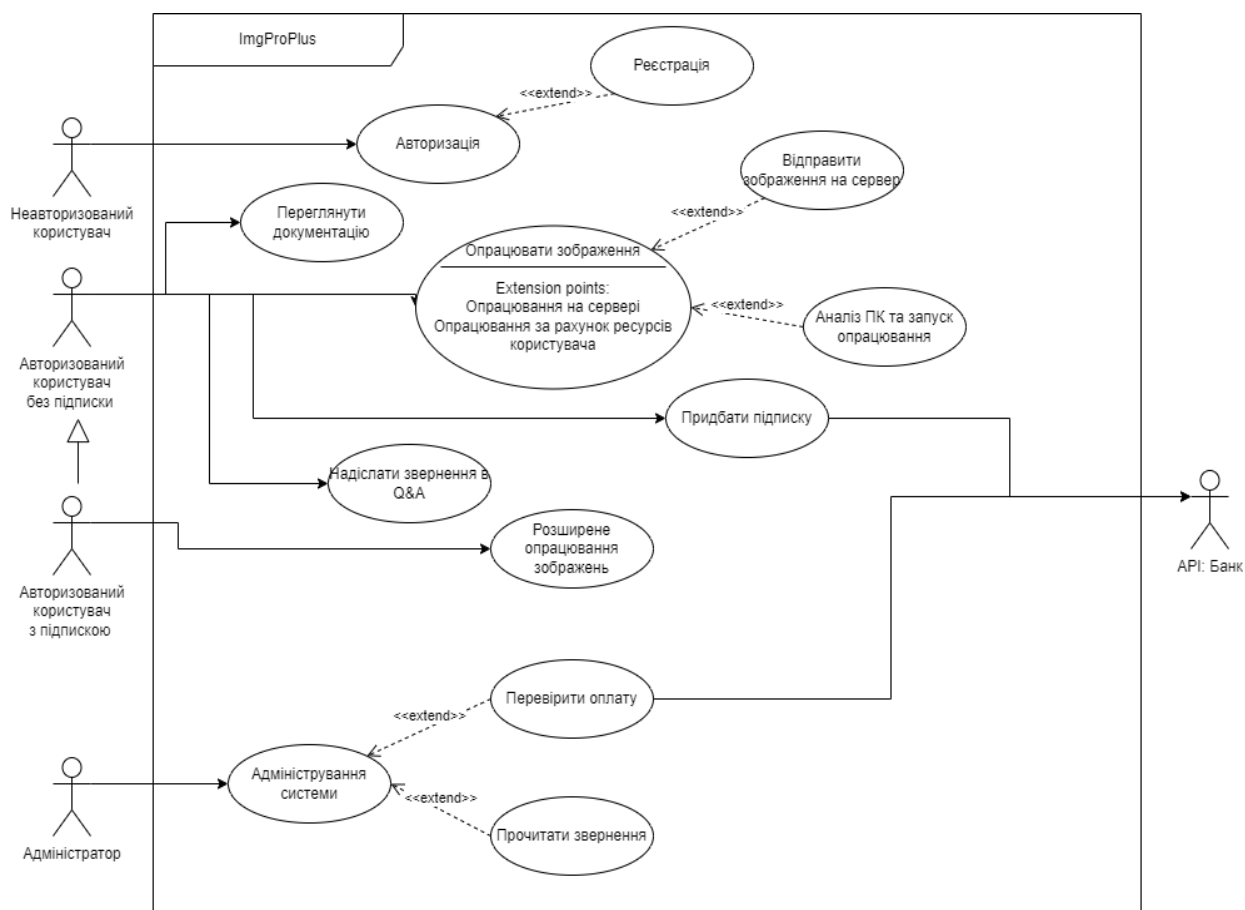 ImgProPlus
Реєстрація
<<extend>>
Авторизація
Неавторизований
користувач
Відправити
зображення на сервер
<<extend>>
Переглянути
документацію
Опрацювати зображення
Extension points:
Опрацювання на сервері
Опрацювання за рахунок ресурсів
користувача
<<extend>>
Аналіз ПК та запуск
опрацювання
Авторизований
користувач
без підписки
Придбати підписку
Надіслати звернення в
Q&A
Розширене
опрацювання
зображень
API: Банк
Авторизований
користувач
з підпискою
Перевірити оплату
<<extend>>
Адміністрування
системи
<<extend>>
Прочитати звернення
Адміністратор